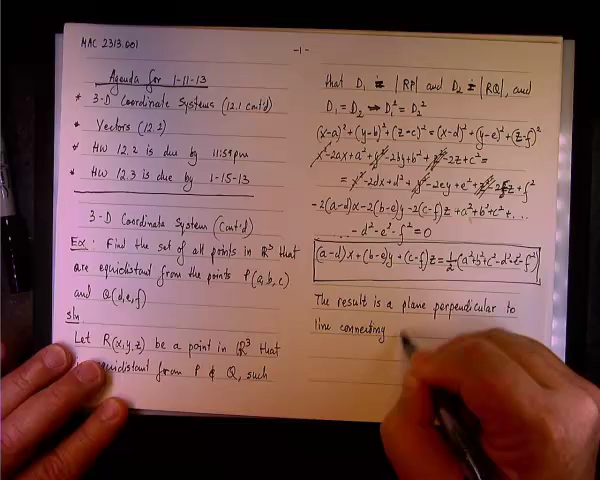 MAC 2313.001
-1-
Agenda for 1-11-13
* 3-D Coordinate Systems (12.1 cont'd)
* Vectors (12.2)
* HW 12.2 is due by 11:59pm
* HW 12.3 is due by 1-15-13
3-D Coordinate System (Cont'd)
Ex: Find the set of all points in ℝ³ that
are equidistant from the points P(a,b,c)
and Q(d,e,f)
sln
Let R(x,y,z) be a point in ℝ³ that
equidistant from P & Q, such
that D₁ = |RP| and D₂ = |RQ|, and
D₁ = D₂ ⇒ D₁² = D₂²
(x-a)²+(y-b)²+(z-c)² = (x-d)²+(y-e)²+(z-f)²
x²-2ax+a²+y²-2by+b²+z²-2z+c²=
= x²-2dx+d²+y²-2ey+e²+z²-2fz+f²
-2(a-d)x-2(b-e)y-2(c-f)z+a²+b²+c²+...
... -d²-e²-f²=0
(a-d)x+(b-e)y+(c-f)z=½(a²+b²+c²-d²-e²-f²)
The result is a plane perpendicular to
line connecting